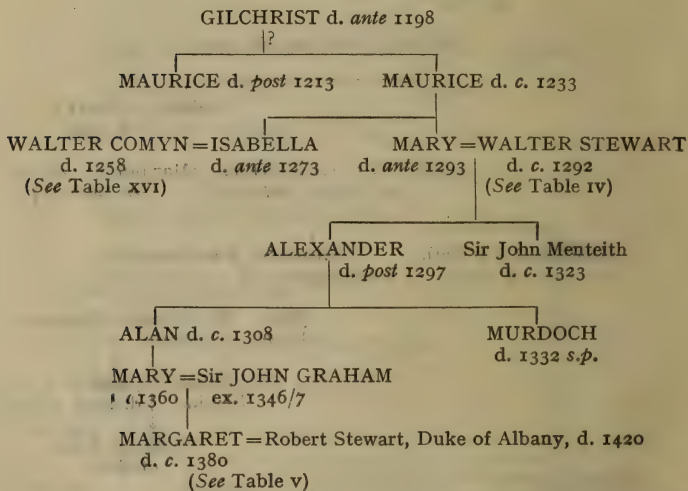 GILCHRIST d. ante 1198
?
MAURICE d. post 1213 MAURICE d. c. 1233
WALTER COMYN=ISABELLA MARY=WALTER STEWART
d. 1258 d. ante 1273 d. ante 1293 d. c. 1292
(See Table XVI) (See Table IV)
ALEXANDER Sir John Menteith
d. post 1297 d. c. 1323
ALAN d. c. 1308 MURDOCH
d. 1332 s.p.
MARY=Sir JOHN GRAHAM
1360 ex. 1346/7
MARGARET=Robert Stewart, Duke of Albany, d. 1420
d. c. 1380
(See Table V)